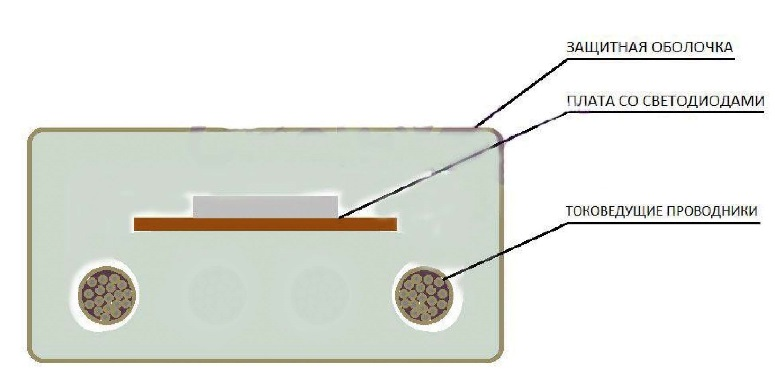 ЗАЩИТНАЯ ОБОЛОЧКА
ПЛАТА СО СВЕТОДИОДАМИ
ТОКОВЕДУЩИЕ ПРОВОДНИКИ